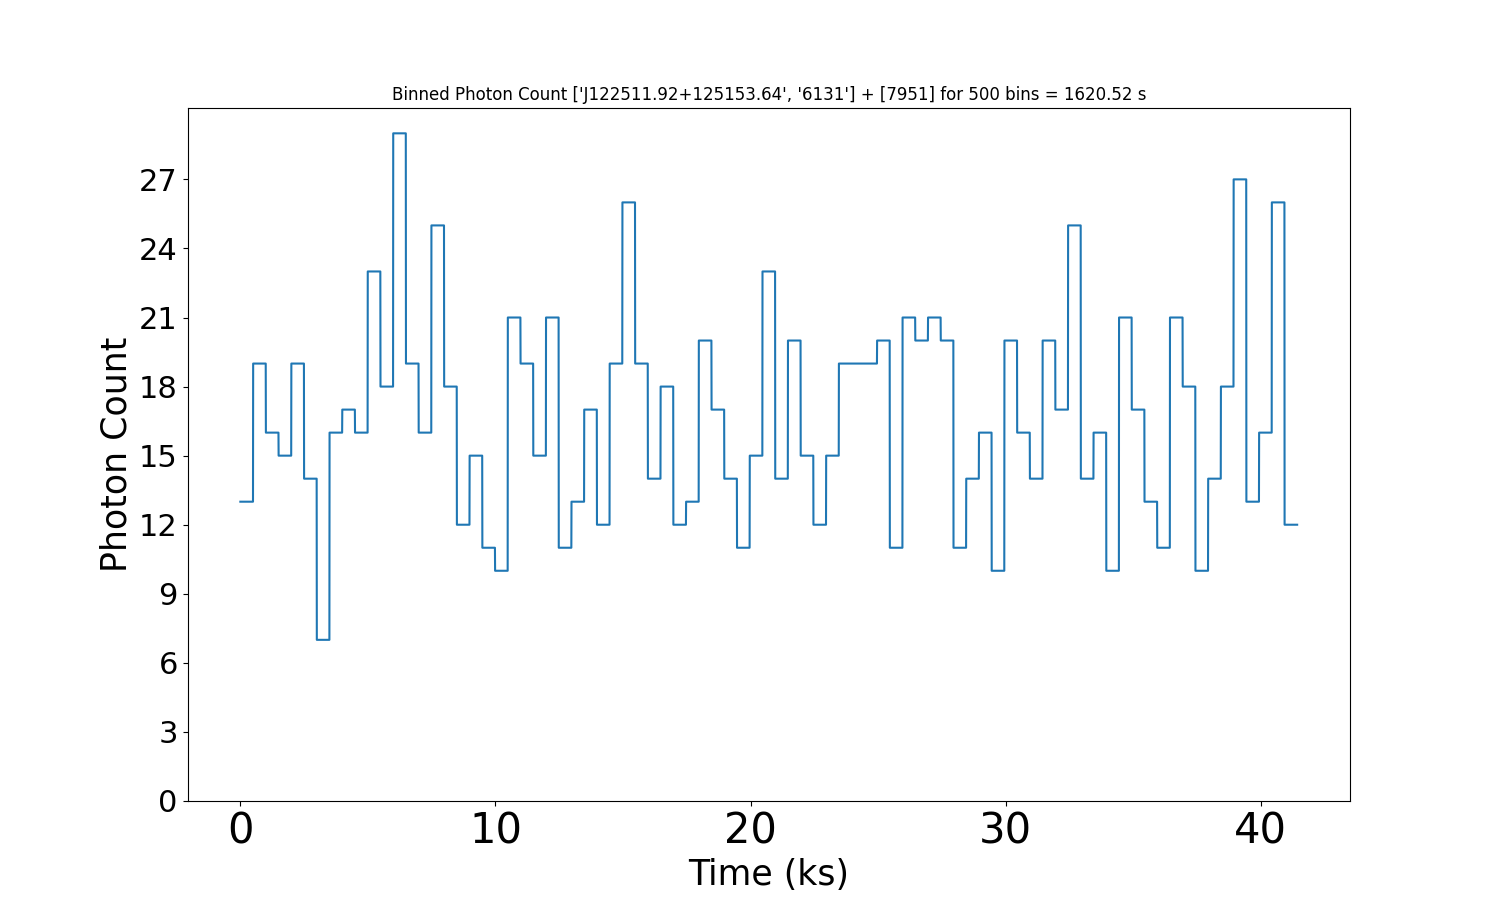 Binned Photon Count ['J122511.92+125153.64', '6131'] + [7951] for 500 bins = 1620.52 s
27
24
21
18
15
12
9
6
3
0
Photon Count
0 10 20 30 40
Time (ks)